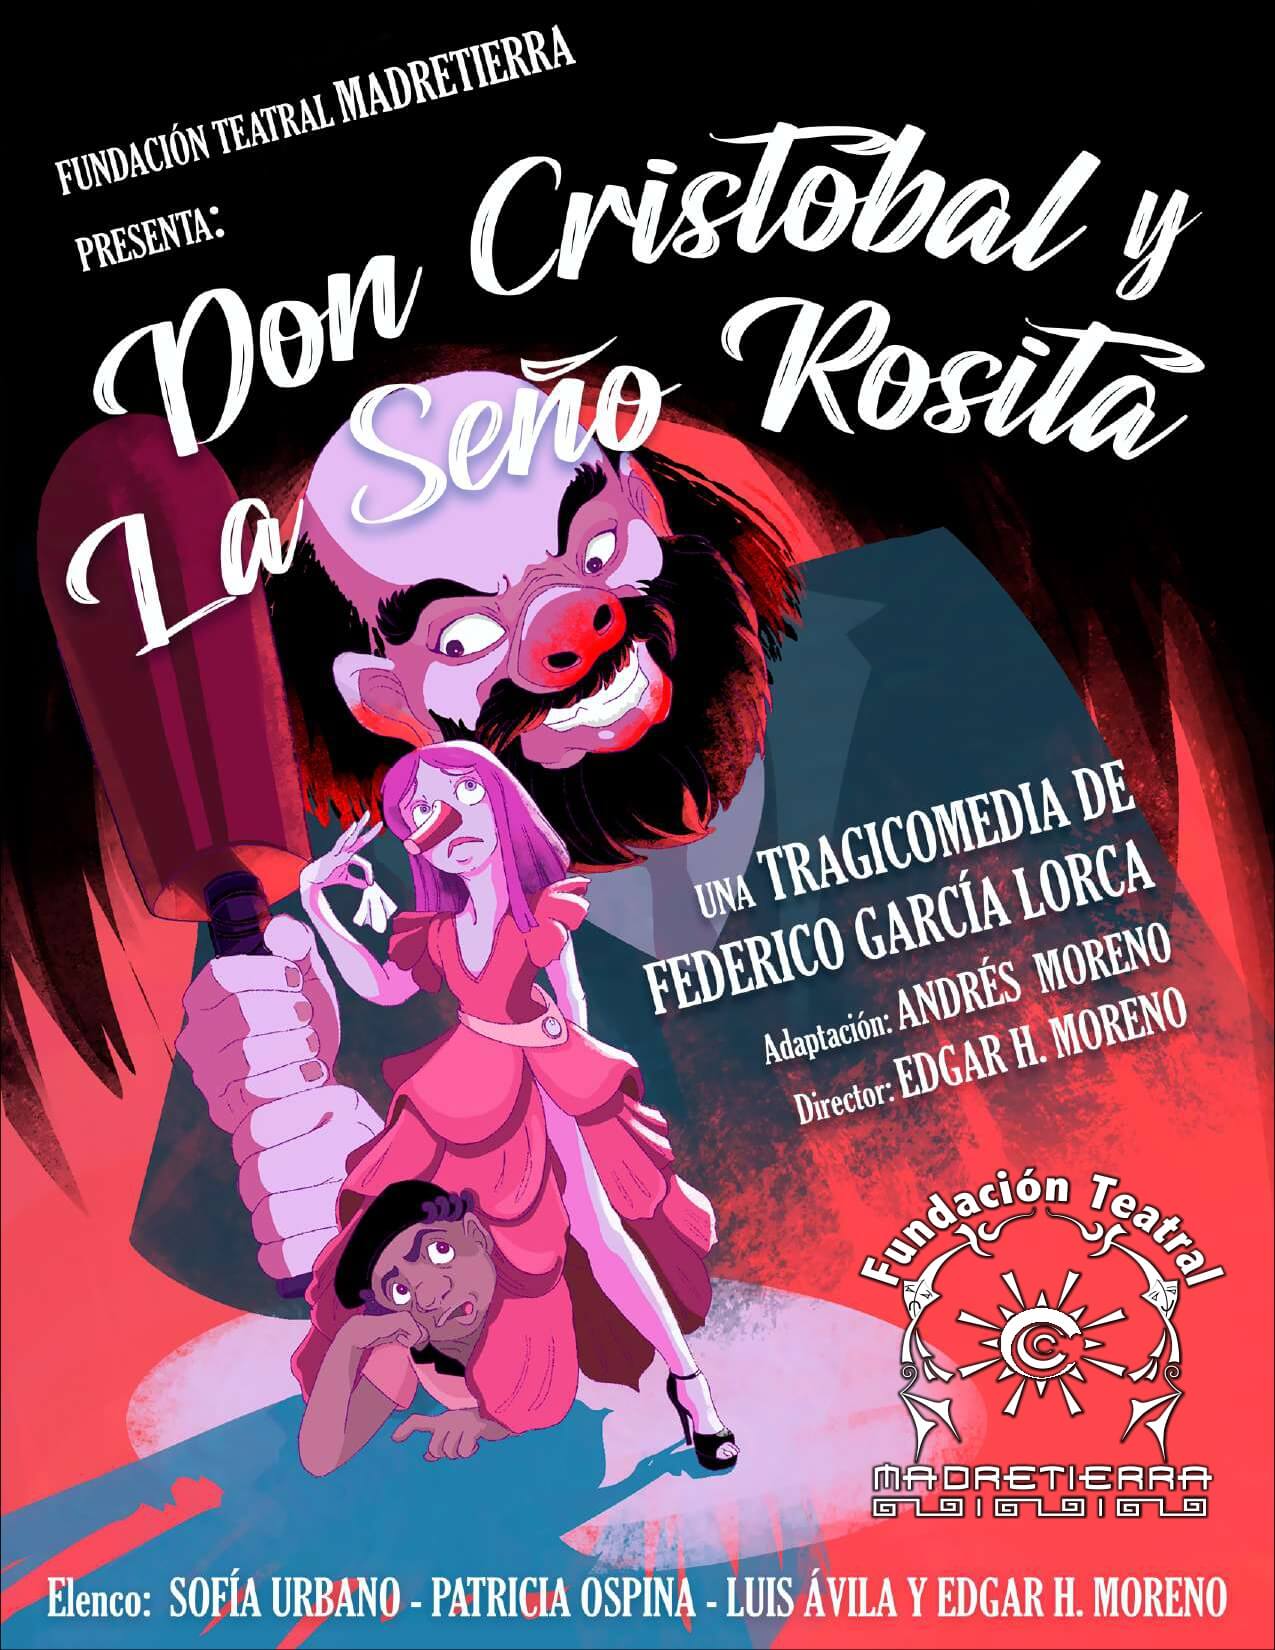 FUNDACIÓN TEATRAL MADRETIERRA
PRESENTA:
Don Cristobal y
La Seño Rosita
UNA TRAGICOMEDIA DE
FEDERICO GARCÍA LORCA
Adaptación: ANDRÉS MORENO
Director: EDGAR H. MORENO
Fundación Teatral
MADRETIERRA
Elenco: SOFÍA URBANO - PATRICIA OSPINA - LUIS ÁVILA Y EDGAR H. MORENO